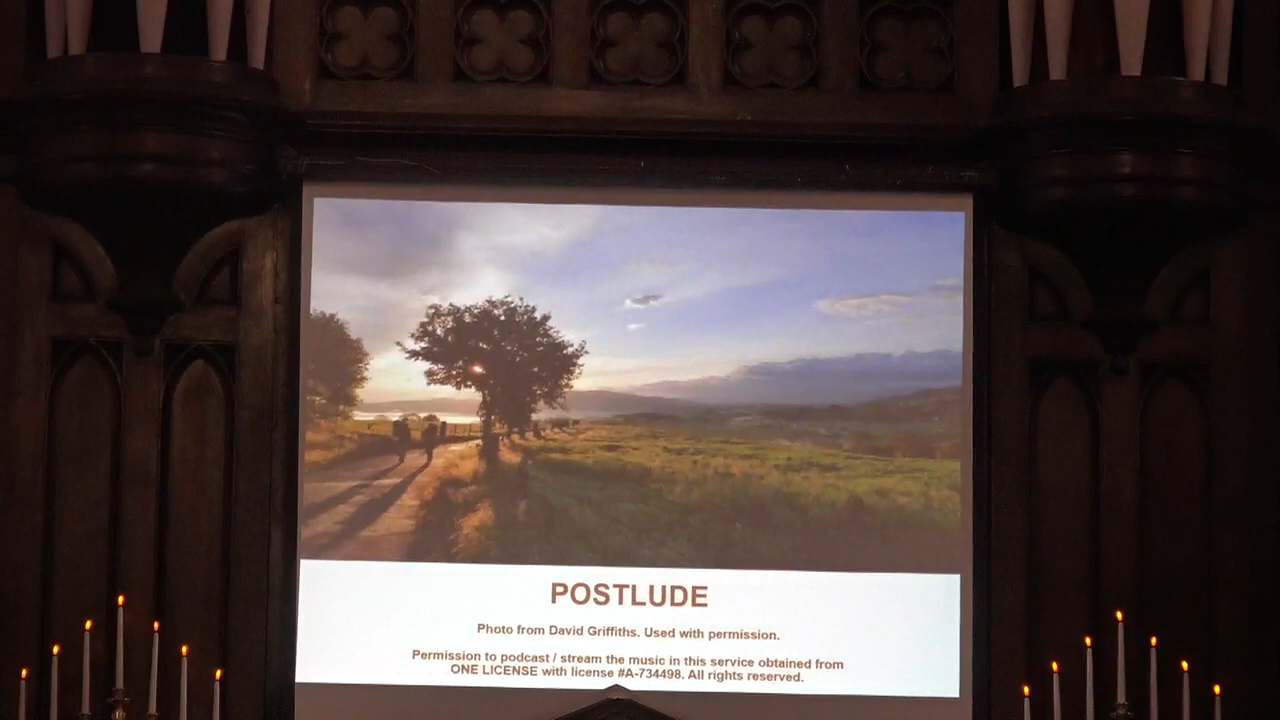 POSTLUDE
Photo from David Griffiths. Used with permission.
Permission to podcast / stream the music in this service obtained from
ONE LICENSE with license #A-734498. All rights reserved.